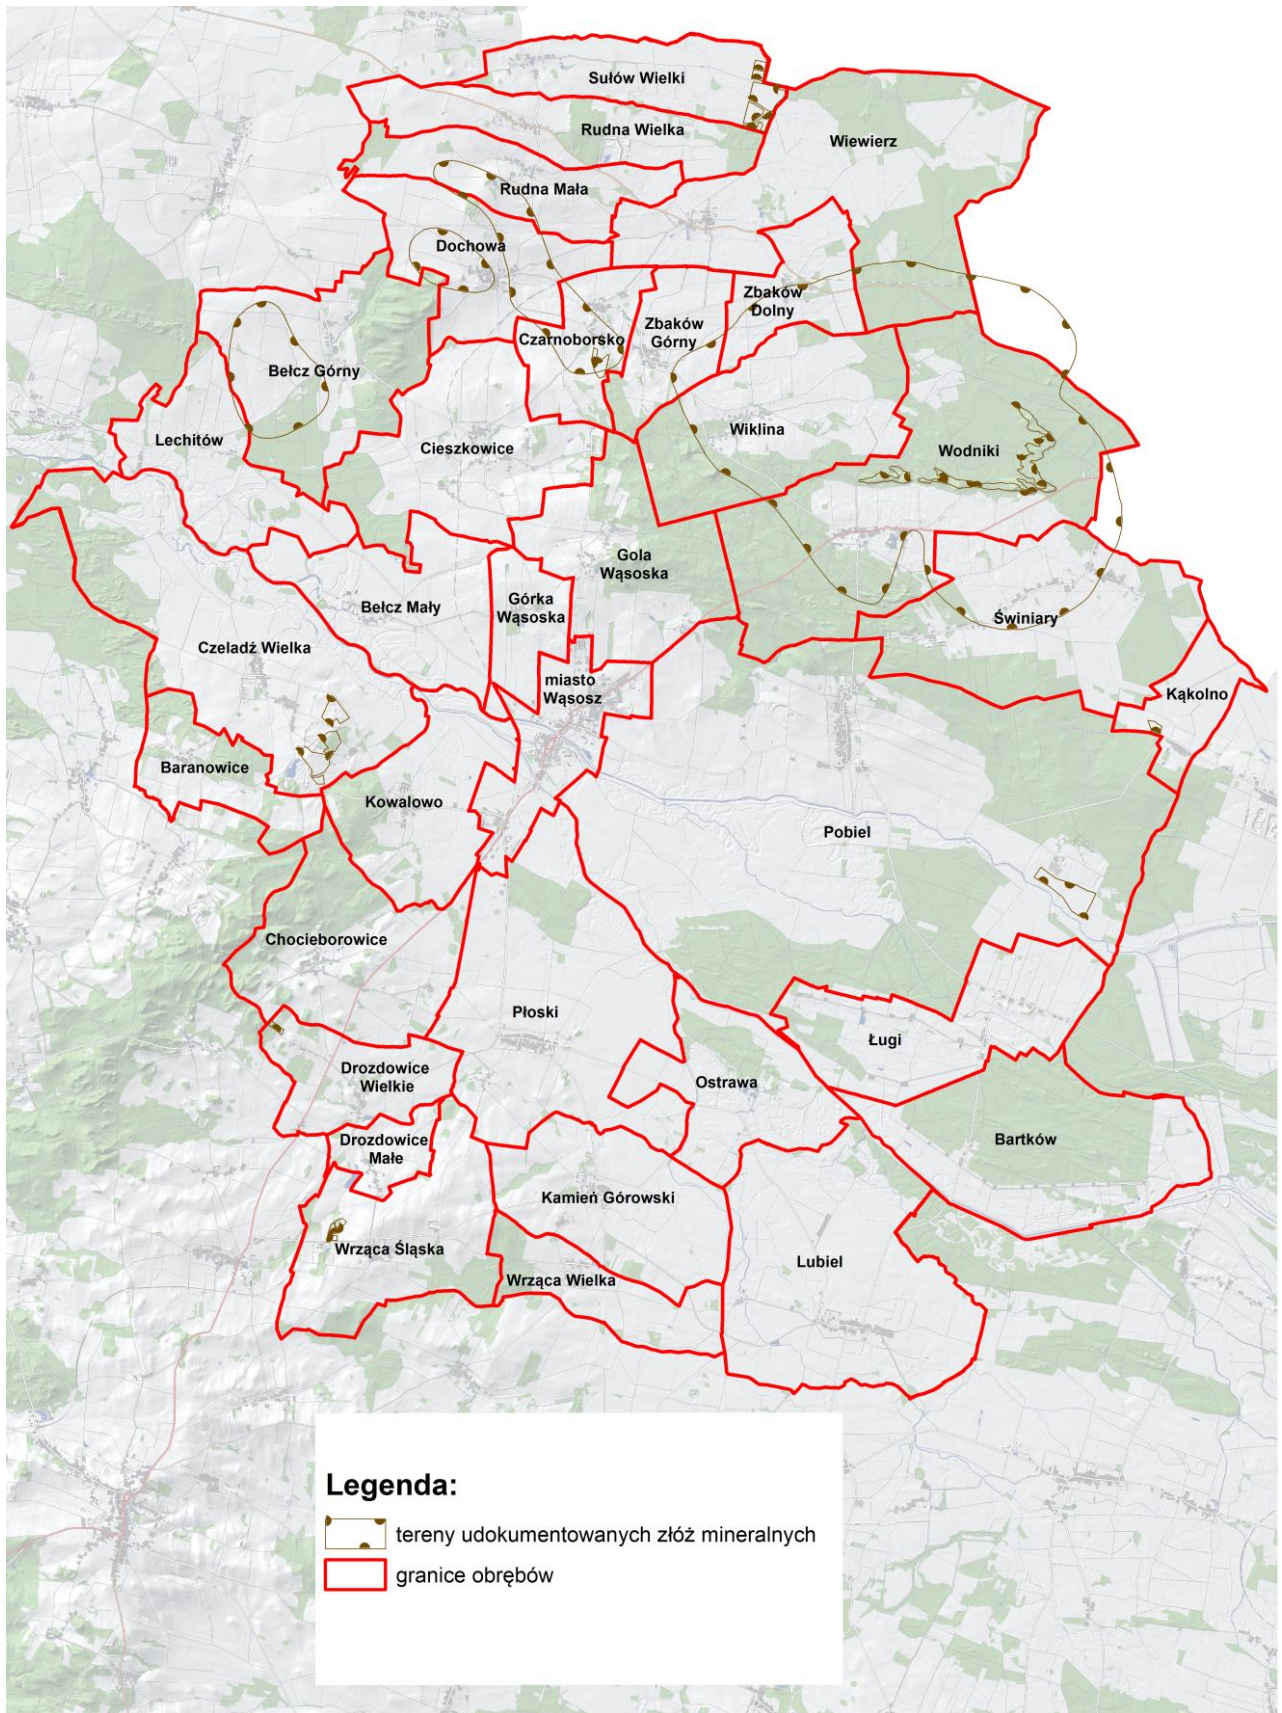 Sułów Wielki
Rudna Wielka
Wiewierz
Rudna Mała
Dochowa
Zbaków
Dolny
Czarnoborsko
Zbaków
Górny
Bełcz Górny
Lechitów
Cieszkowice
Wiklina
Wodniki
Gola
Wąsoska
Górka
Wąsoska
Bełcz Mały
Świniary
Czeladź Wielka
miasto
Wąsosz
Kąkolno
Baranowice
Kowalowo
Pobiel
Chocieborowice
Płoski
Ługi
Drozdowice
Wielkie
Ostrawa
Drozdowice
Małe
Bartków
Kamień Górowski
Wrząca Śląska
Wrząca Wielka
Lubiel
Legenda:
tereny udokumentowanych złóż mineralnych
granice obrębów